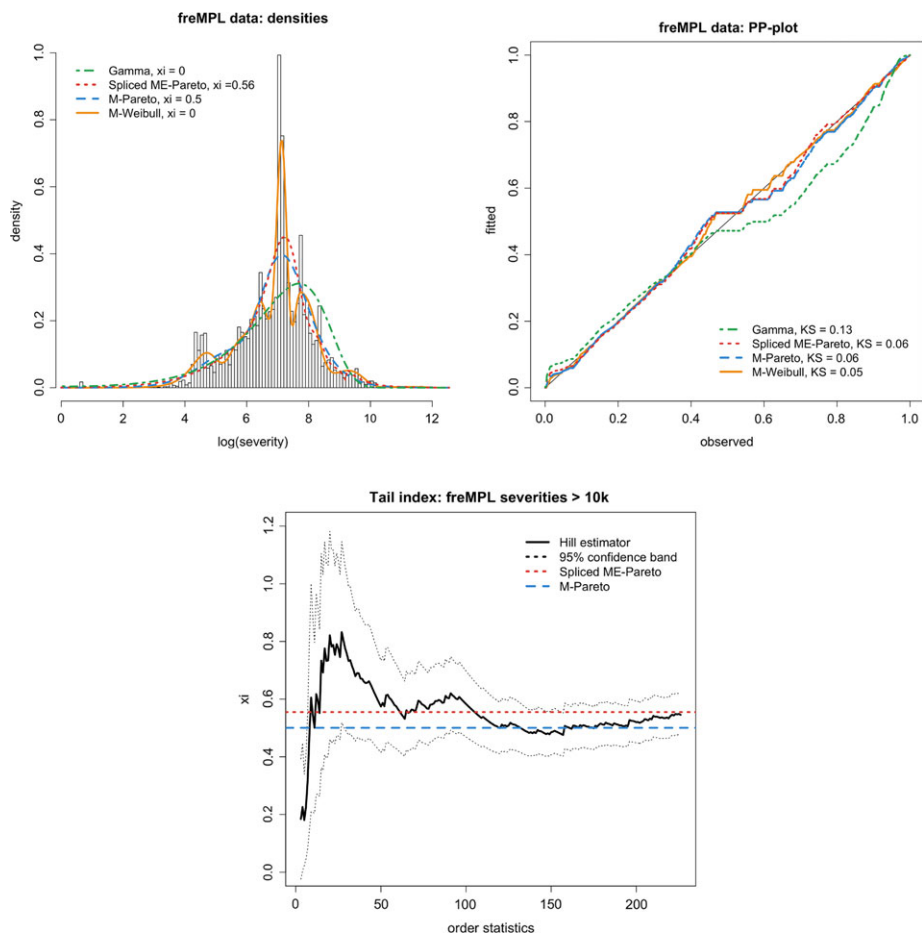 freMPL data: densities
Gamma, xi = 0
Spliced ME-Pareto, xi =0.56
M-Pareto, xi = 0.5
M-Weibull, xi = 0
density
0.0
0.2
0.4
0.6
0.8
1.0
0 2 4 6 8 10 12
log(severity)
freMPL data: PP-plot
fitted
0.0
0.2
0.4
0.6
0.8
1.0
Gamma, KS = 0.13
Spliced ME-Pareto, KS = 0.06
M-Pareto, KS = 0.06
M-Weibull, KS = 0.05
0.0 0.2 0.4 0.6 0.8 1.0
observed
Tail index: freMPL severities > 10k
Hill estimator
95% confidence band
Spliced ME-Pareto
M-Pareto
xi
0.0
0.2
0.4
0.6
0.8
1.0
1.2
0 50 100 150 200
order statistics